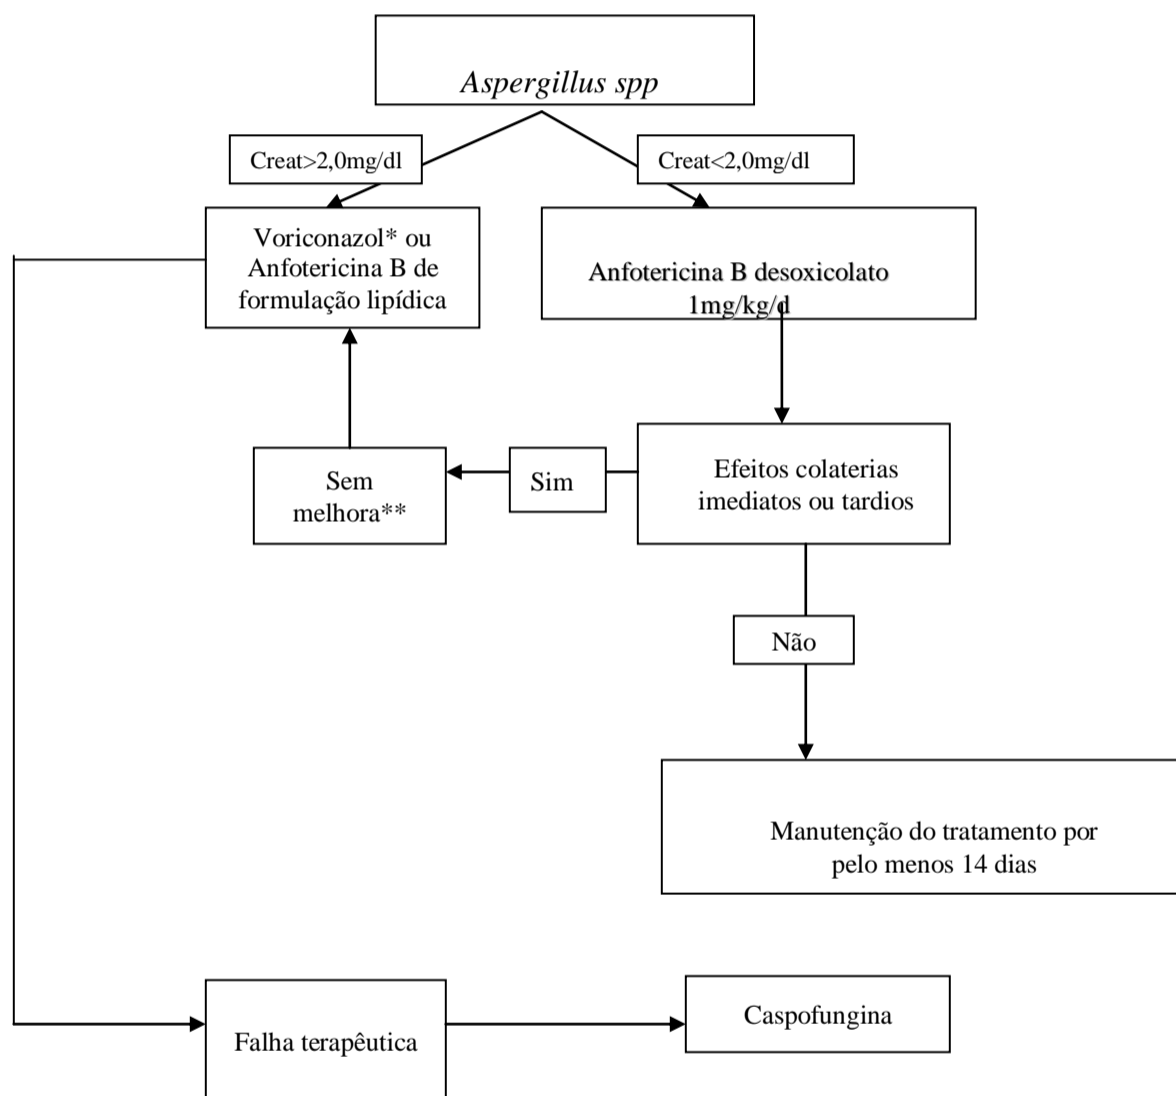 Aspergillus spp
Creat>2,0mg/dl
Creat<2,0mg/dl
Voriconazol* ou
Anfotericina B de
formulação lipídica
Anfotericina B desoxicolato
1mg/kg/d
Sem
melhora**
Sim
Efeitos colaterias
imediatos ou tardios
Não
Manutenção do tratamento por
pelo menos 14 dias
Falha terapêutica
Caspofungina